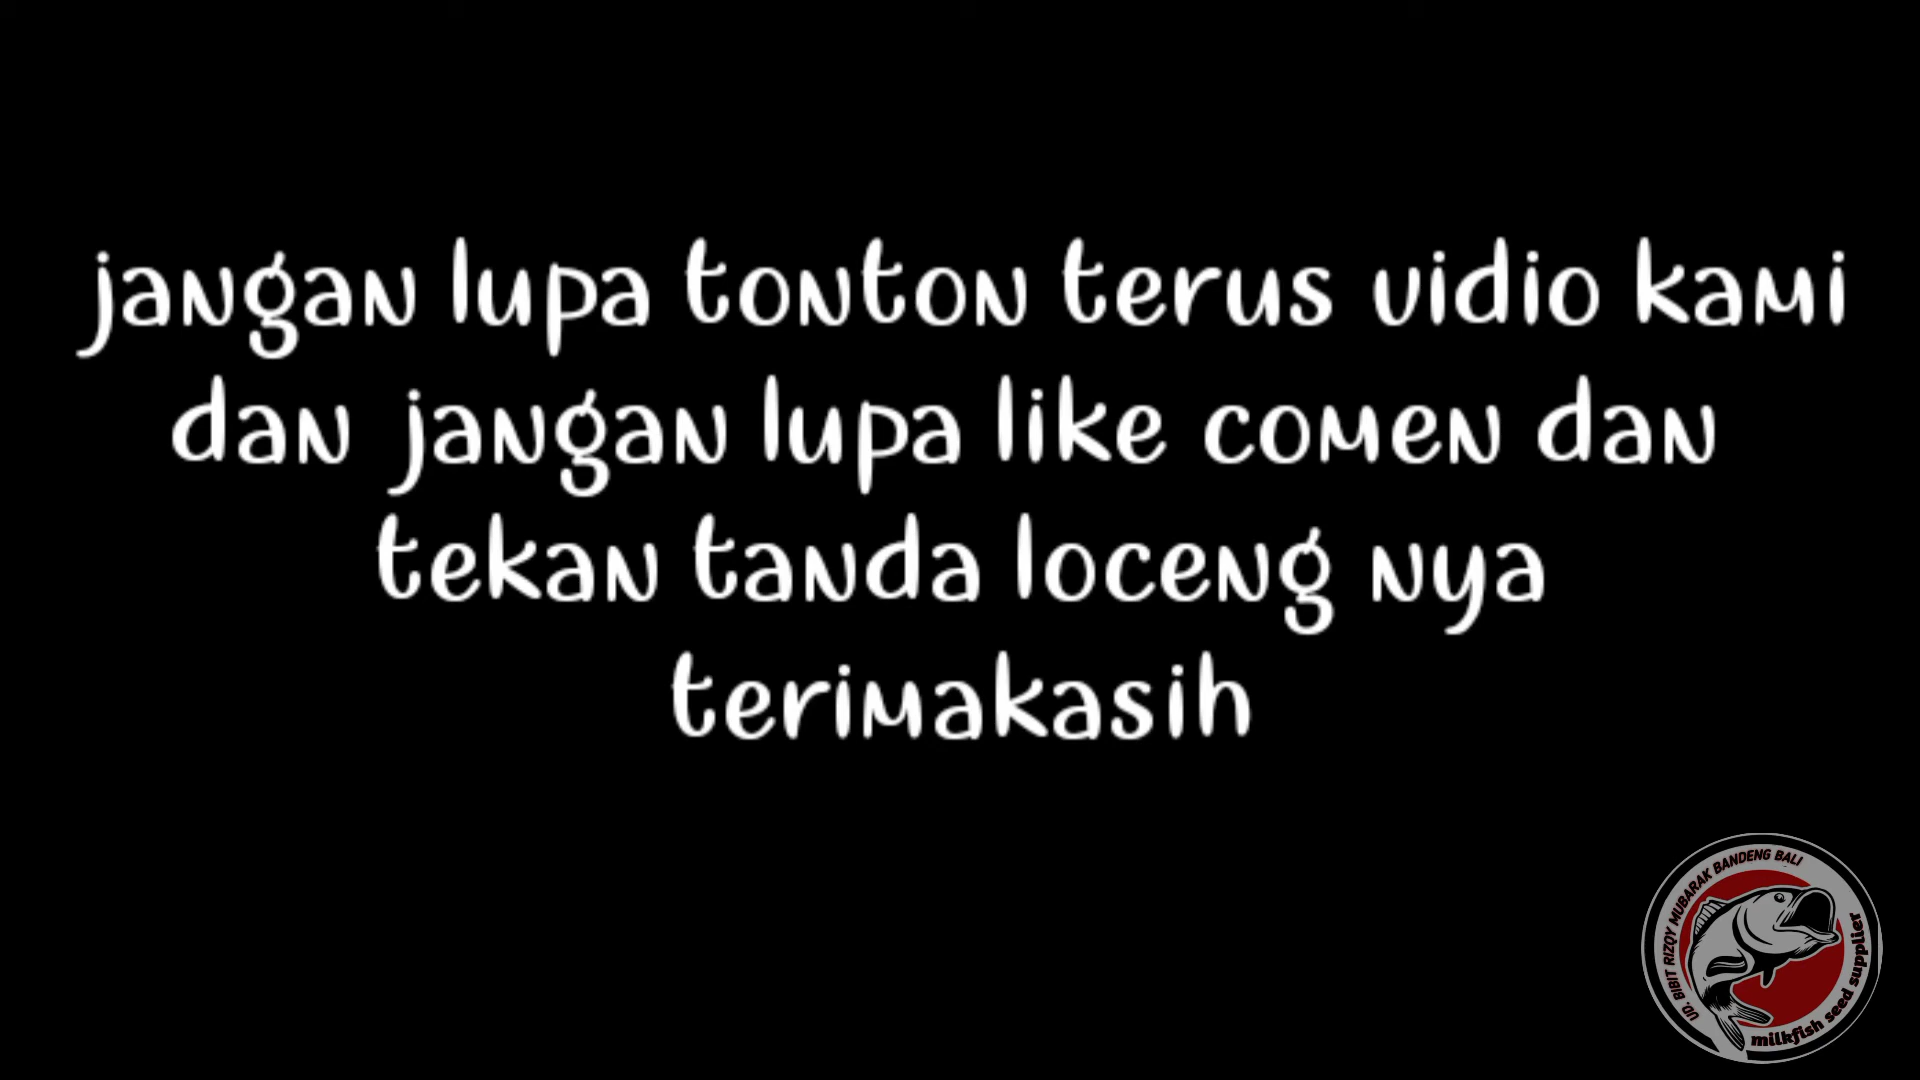 jangan lupa tonton terus vidio kami
dan jangan lupa like comen dan
tekan tanda loceng nya
terimakasih
UD. BIBIT RIZQY MUBARAK BANDENG BALI
milkfish seed supplier